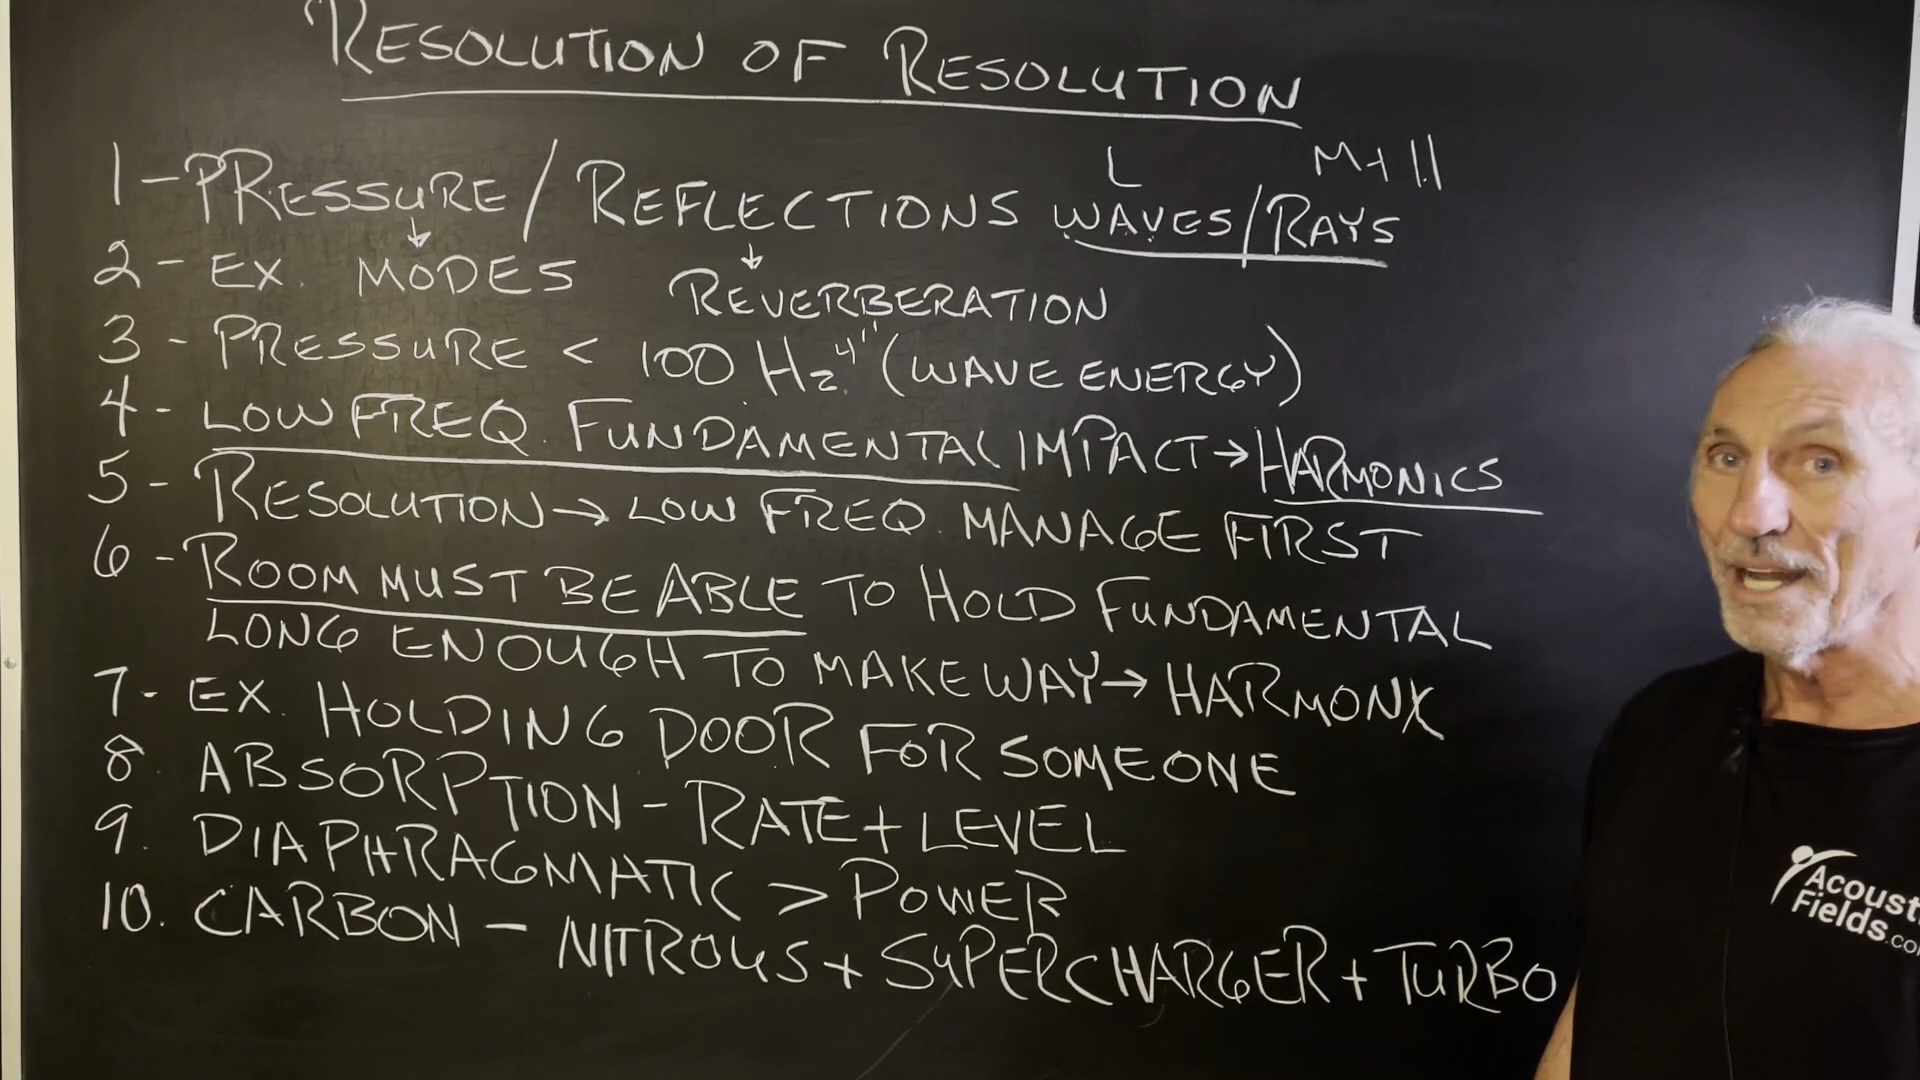 RESOLUTION OF RESOLUTION
L M+H
1-PRESSURE/REFLECTIONS WAVES/RAYS
2- EX. MODES REVERBERATION
3- PRESSURE < 100 Hz 4" (WAVE ENERGY)
4- LOW FREQ. FUNDAMENTAL IMPACT→HARMONICS
5- RESOLUTION→LOW FREQ. MANAGE FIRST
6-ROOM MUST BE ABLE TO HOLD FUNDAMENTAL
LONG ENOUGH TO MAKE WAY→HARMONX
7- EX. HOLDING DOOR FOR SOMEONE
8. ABSORPTION-RATE+LEVEL
9. DIAPHRAGMATIC > POWER
10. CARBON-NITROUS+SUPERCHARGER+TURBO
Acoust
Fields.co